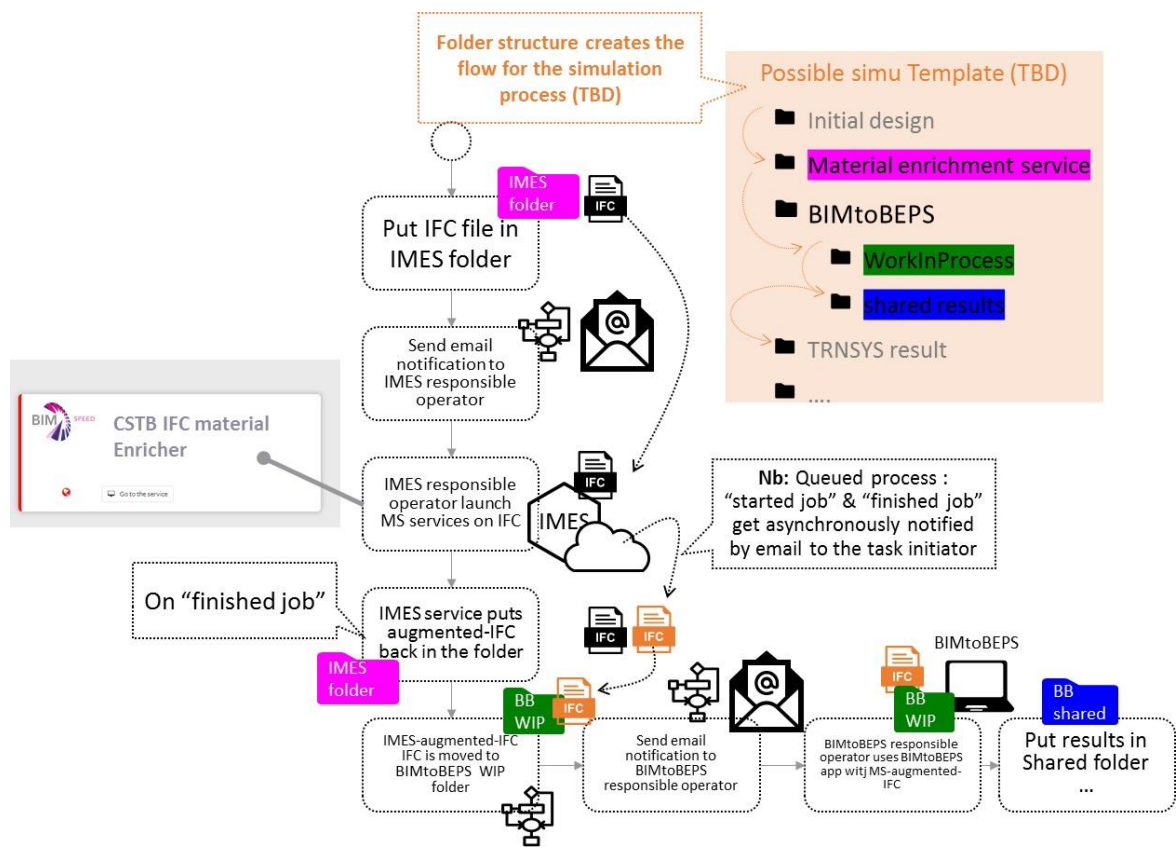 Folder structure creates the
flow for the simulation
process (TBD)
Possible simu Template (TBD)
Initial design
Material enrichment service
BIMtoBEPS
WorkInProcess
shared results
TRNSYS result
....
IMES
folder
IFC
Put IFC file in
IMES folder
@
Send email
notification to
IMES responsible
operator
BIM
SPEED
CSTB IFC material
Enricher
Go to the service
IMES responsible
operator launch
MS services on IFC
IFC
IMES
Nb: Queued process :
“started job” & “finished job”
get asynchronously notified
by email to the task initiator
On “finished job”
IMES service puts
augmented-IFC
back in the folder
IMES
folder
IFC
IFC
BB
WIP
IFC
IMES-augmented-IFC
IFC is moved to
BIMtoBEPS WIP
folder
@
Send email
notification to
BIMtoBEPS
responsible operator
BIMtoBEPS
IFC
BB
WIP
BIMtoBEPS responsible
operator uses BIMtoBEPS
app witj MS-augmented-
IFC
BB
shared
Put results in
Shared folder
...